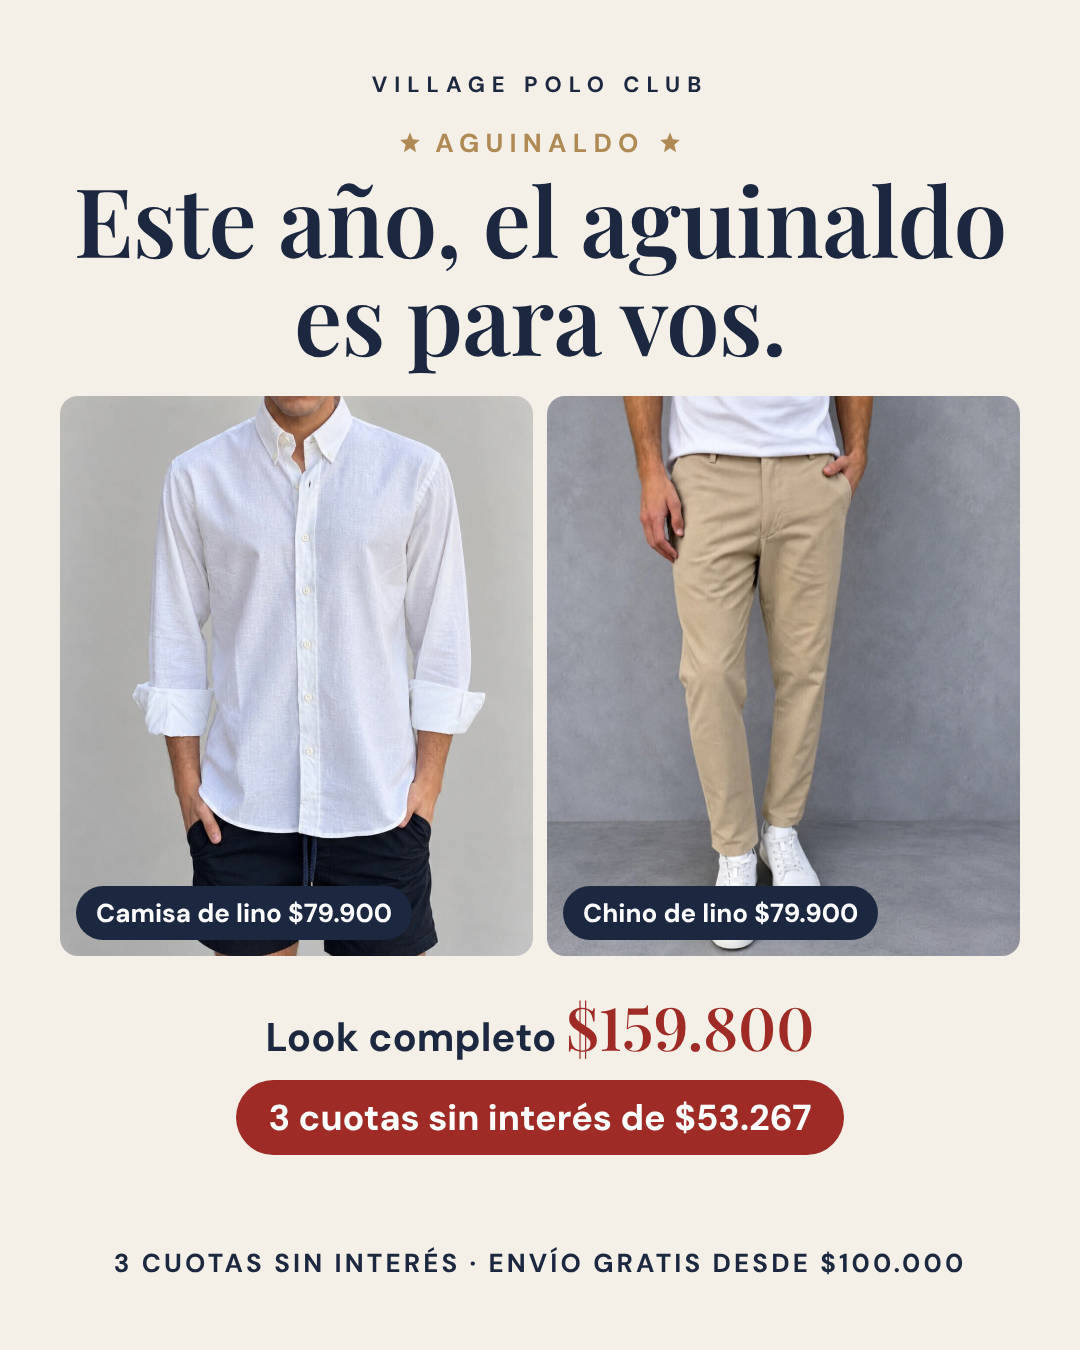 VILLAGE POLO CLUB
★ AGUINALDO ★
Este año, el aguinaldo
es para vos.
Camisa de lino $79.900
Chino de lino $79.900
Look completo $159.800
3 cuotas sin interés de $53.267
3 CUOTAS SIN INTERÉS · ENVÍO GRATIS DESDE $100.000